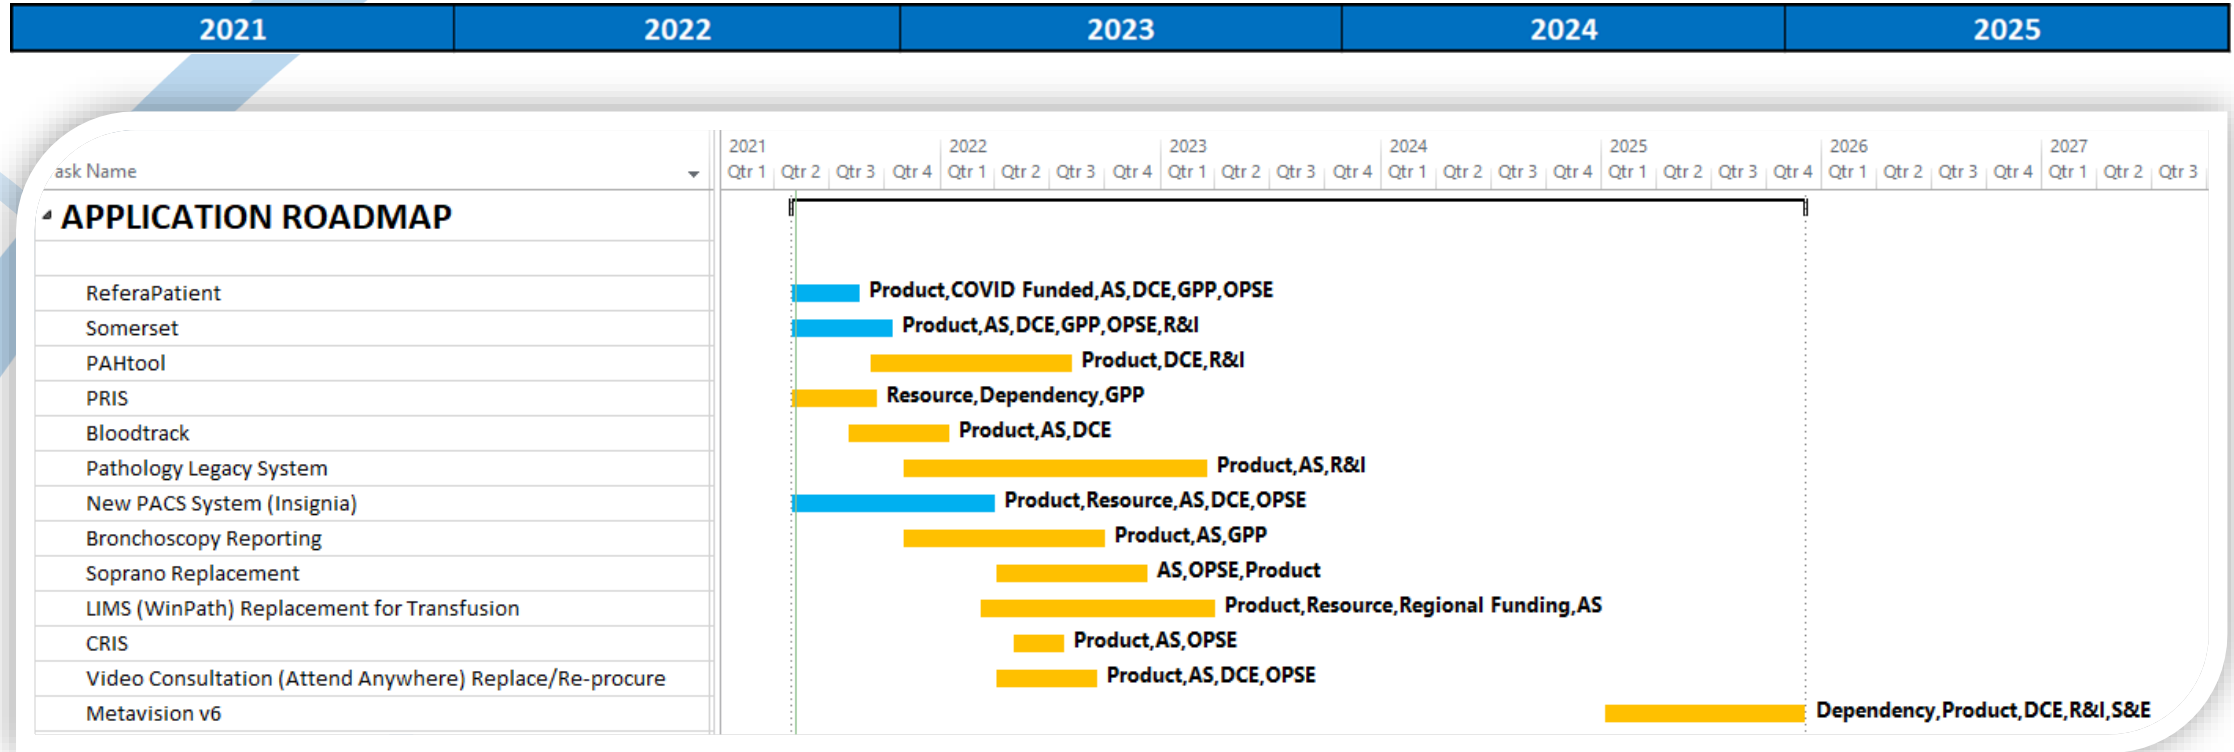 2021 2022 2023 2024 2025
2021 2022 2023 2024 2025 2026 2027
ask Name Qtr 1 Qtr 2 Qtr 3 Qtr 4 Qtr 1 Qtr 2 Qtr 3 Qtr 4 Qtr 1 Qtr 2 Qtr 3 Qtr 4 Qtr 1 Qtr 2 Qtr 3 Qtr 4 Qtr 1 Qtr 2 Qtr 3 Qtr 4 Qtr 1 Qtr 2 Qtr 3 Qtr 4 Qtr 1 Qtr 2 Qtr 3
APPLICATION ROADMAP
ReferaPatient Product,COVID Funded,AS,DCE,GPP,OPSE
Somerset Product,AS,DCE,GPP,OPSE,R&I
PAHtool Product,DCE,R&I
PRIS Resource,Dependency,GPP
Bloodtrack Product,AS,DCE
Pathology Legacy System Product,AS,R&I
New PACS System (Insignia) Product,Resource,AS,DCE,OPSE
Bronchoscopy Reporting Product,AS,GPP
Soprano Replacement AS,OPSE,Product
LIMS (WinPath) Replacement for Transfusion Product,Resource,Regional Funding,AS
CRIS Product,AS,OPSE
Video Consultation (Attend Anywhere) Replace/Re-procure Product,AS,DCE,OPSE
Metavision v6 Dependency,Product,DCE,R&I,S&E